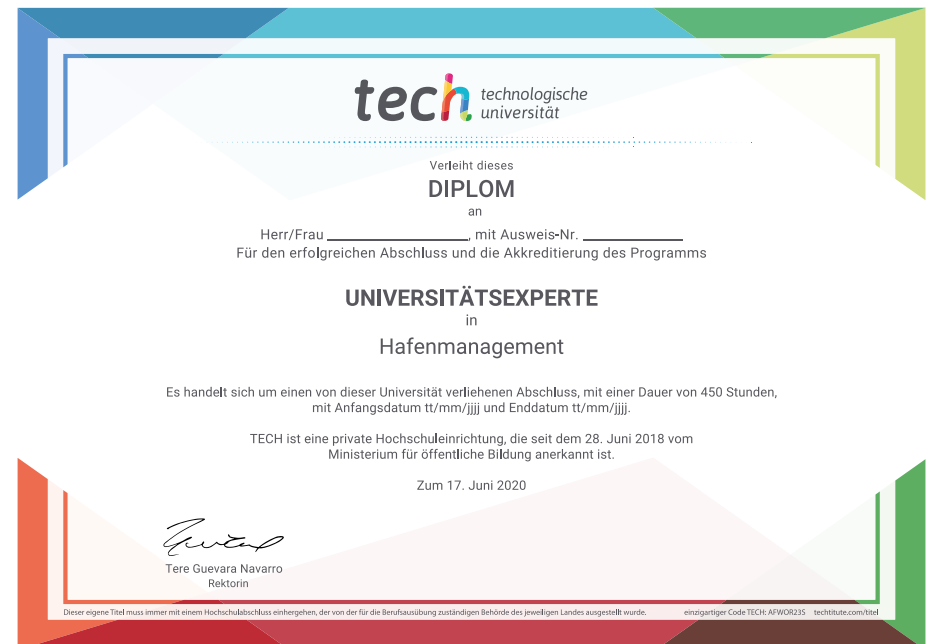 tech technologische
universität
Verleiht dieses
DIPLOM
an
Herr/Frau ____________________, mit Ausweis-Nr. ______________
Für den erfolgreichen Abschluss und die Akkreditierung des Programms
UNIVERSITÄTSEXPERTE
in
Hafenmanagement
Es handelt sich um einen von dieser Universität verliehenen Abschluss, mit einer Dauer von 450 Stunden,
mit Anfangsdatum tt/mm/jjjj und Enddatum tt/mm/jjjj.
TECH ist eine private Hochschuleinrichtung, die seit dem 28. Juni 2018 vom
Ministerium für öffentliche Bildung anerkannt ist.
Zum 17. Juni 2020
Tere Guevara Navarro
Rektorin
Dieser eigene Titel muss immer mit einem Hochschulabschluss einhergehen, der von der für die Berufsausübung zuständigen Behörde des jeweiligen Landes ausgestellt wurde. einzigartiger Code TECH: AFWOR23S techtitute.com/titel